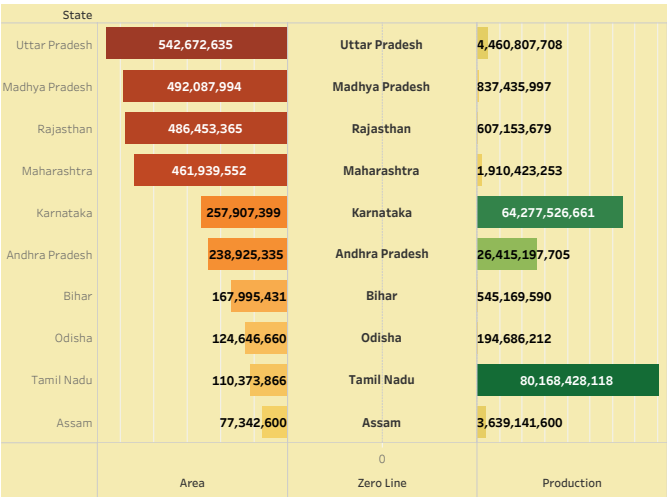 State
Uttar Pradesh 542,672,635 Uttar Pradesh 4,460,807,708
Madhya Pradesh 492,087,994 Madhya Pradesh 837,435,997
Rajasthan 486,453,365 Rajasthan 607,153,679
Maharashtra 461,939,552 Maharashtra 1,910,423,253
Karnataka 257,907,399 Karnataka 64,277,526,661
Andhra Pradesh 238,925,335 Andhra Pradesh 26,415,197,705
Bihar 167,995,431 Bihar 545,169,590
Odisha 124,646,660 Odisha 194,686,212
Tamil Nadu 110,373,866 Tamil Nadu 80,168,428,118
Assam 77,342,600 Assam 3,639,141,600
0
Area Zero Line Production